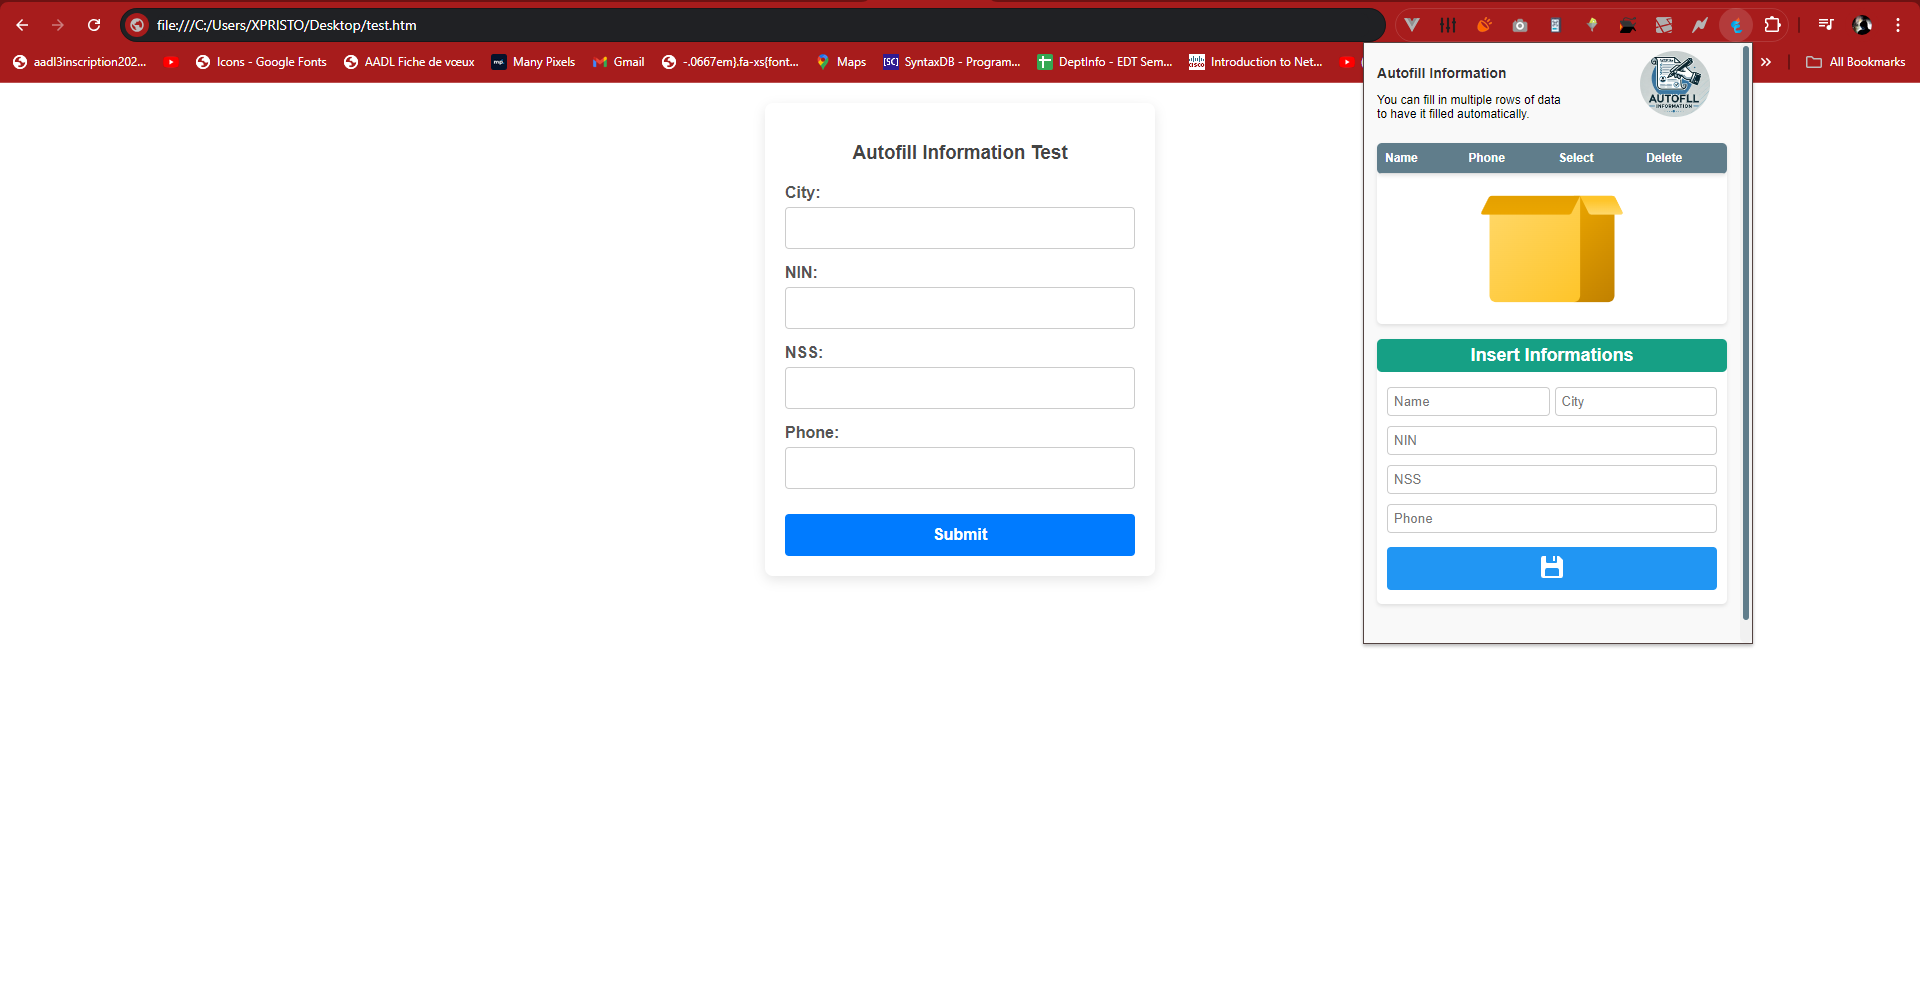 file:///C:/Users/XPRISTO/Desktop/test.htm
aadl3inscription202...
Icons - Google Fonts
AADL Fiche de vœux
Many Pixels
Gmail
-.0667em}.fa-xs{font...
Maps
SyntaxDB - Program...
DeptInfo - EDT Sem...
Introduction to Net...
All Bookmarks
Autofill Information Test
City:
NIN:
NSS:
Phone:
Submit
Autofill Information
You can fill in multiple rows of data
to have it filled automatically.
AUTOFLL
INFORMATION
Name Phone Select Delete
Insert Informations
Name City
NIN
NSS
Phone